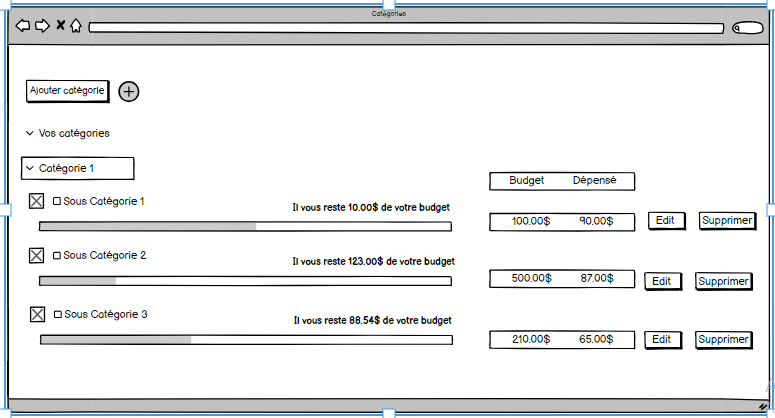 Catégories
Ajouter catégorie
Vos catégories
Catégorie 1
Budget Dépensé
Sous Catégorie 1
Il vous reste 10.00$ de votre budget
100.00$ 90.00$ Edit Supprimer
Sous Catégorie 2
Il vous reste 123.00$ de votre budget
500.00$ 87.00$ Edit Supprimer
Sous Catégorie 3
Il vous reste 88.54$ de votre budget
210.00$ 65.00$ Edit Supprimer